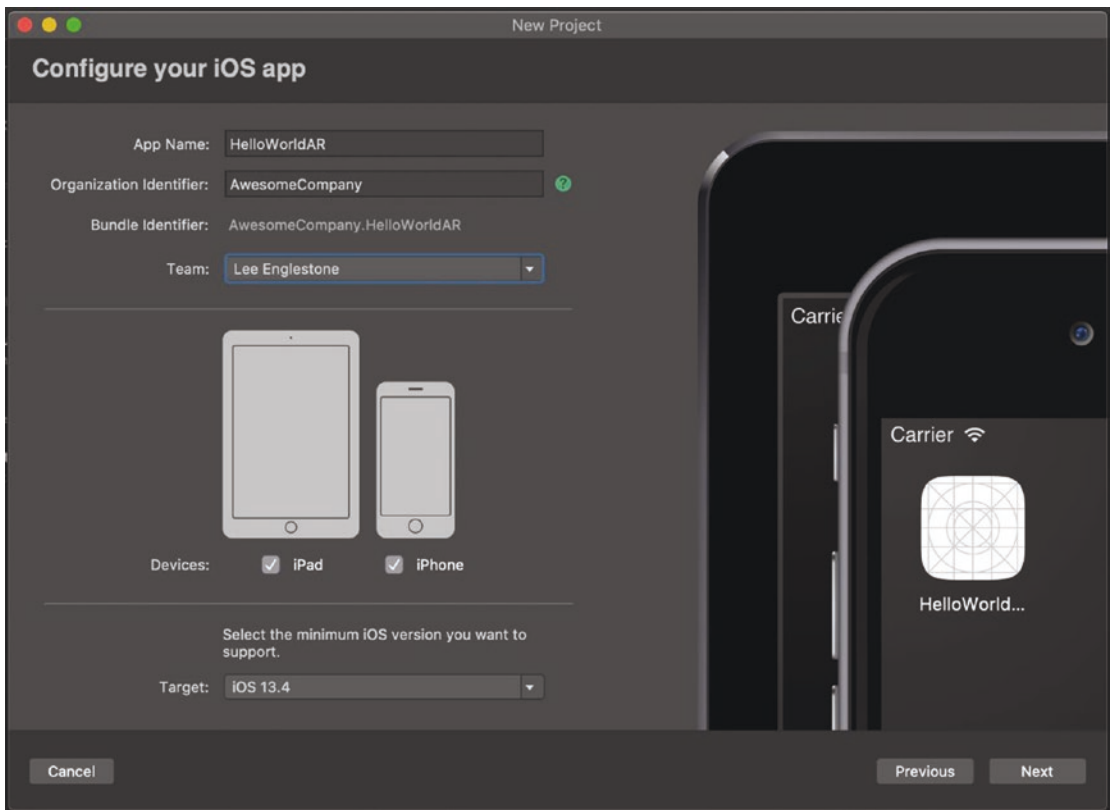 New Project
Configure your iOS app
App Name: HelloWorldAR
Organization Identifier: AwesomeCompany ?
Bundle Identifier: AwesomeCompany.HelloWorldAR
Team: Lee Englestone
Devices: iPad iPhone
Select the minimum iOS version you want to
support.
Target: iOS 13.4
Carrie
Carrier
HelloWorld...
Cancel Previous Next